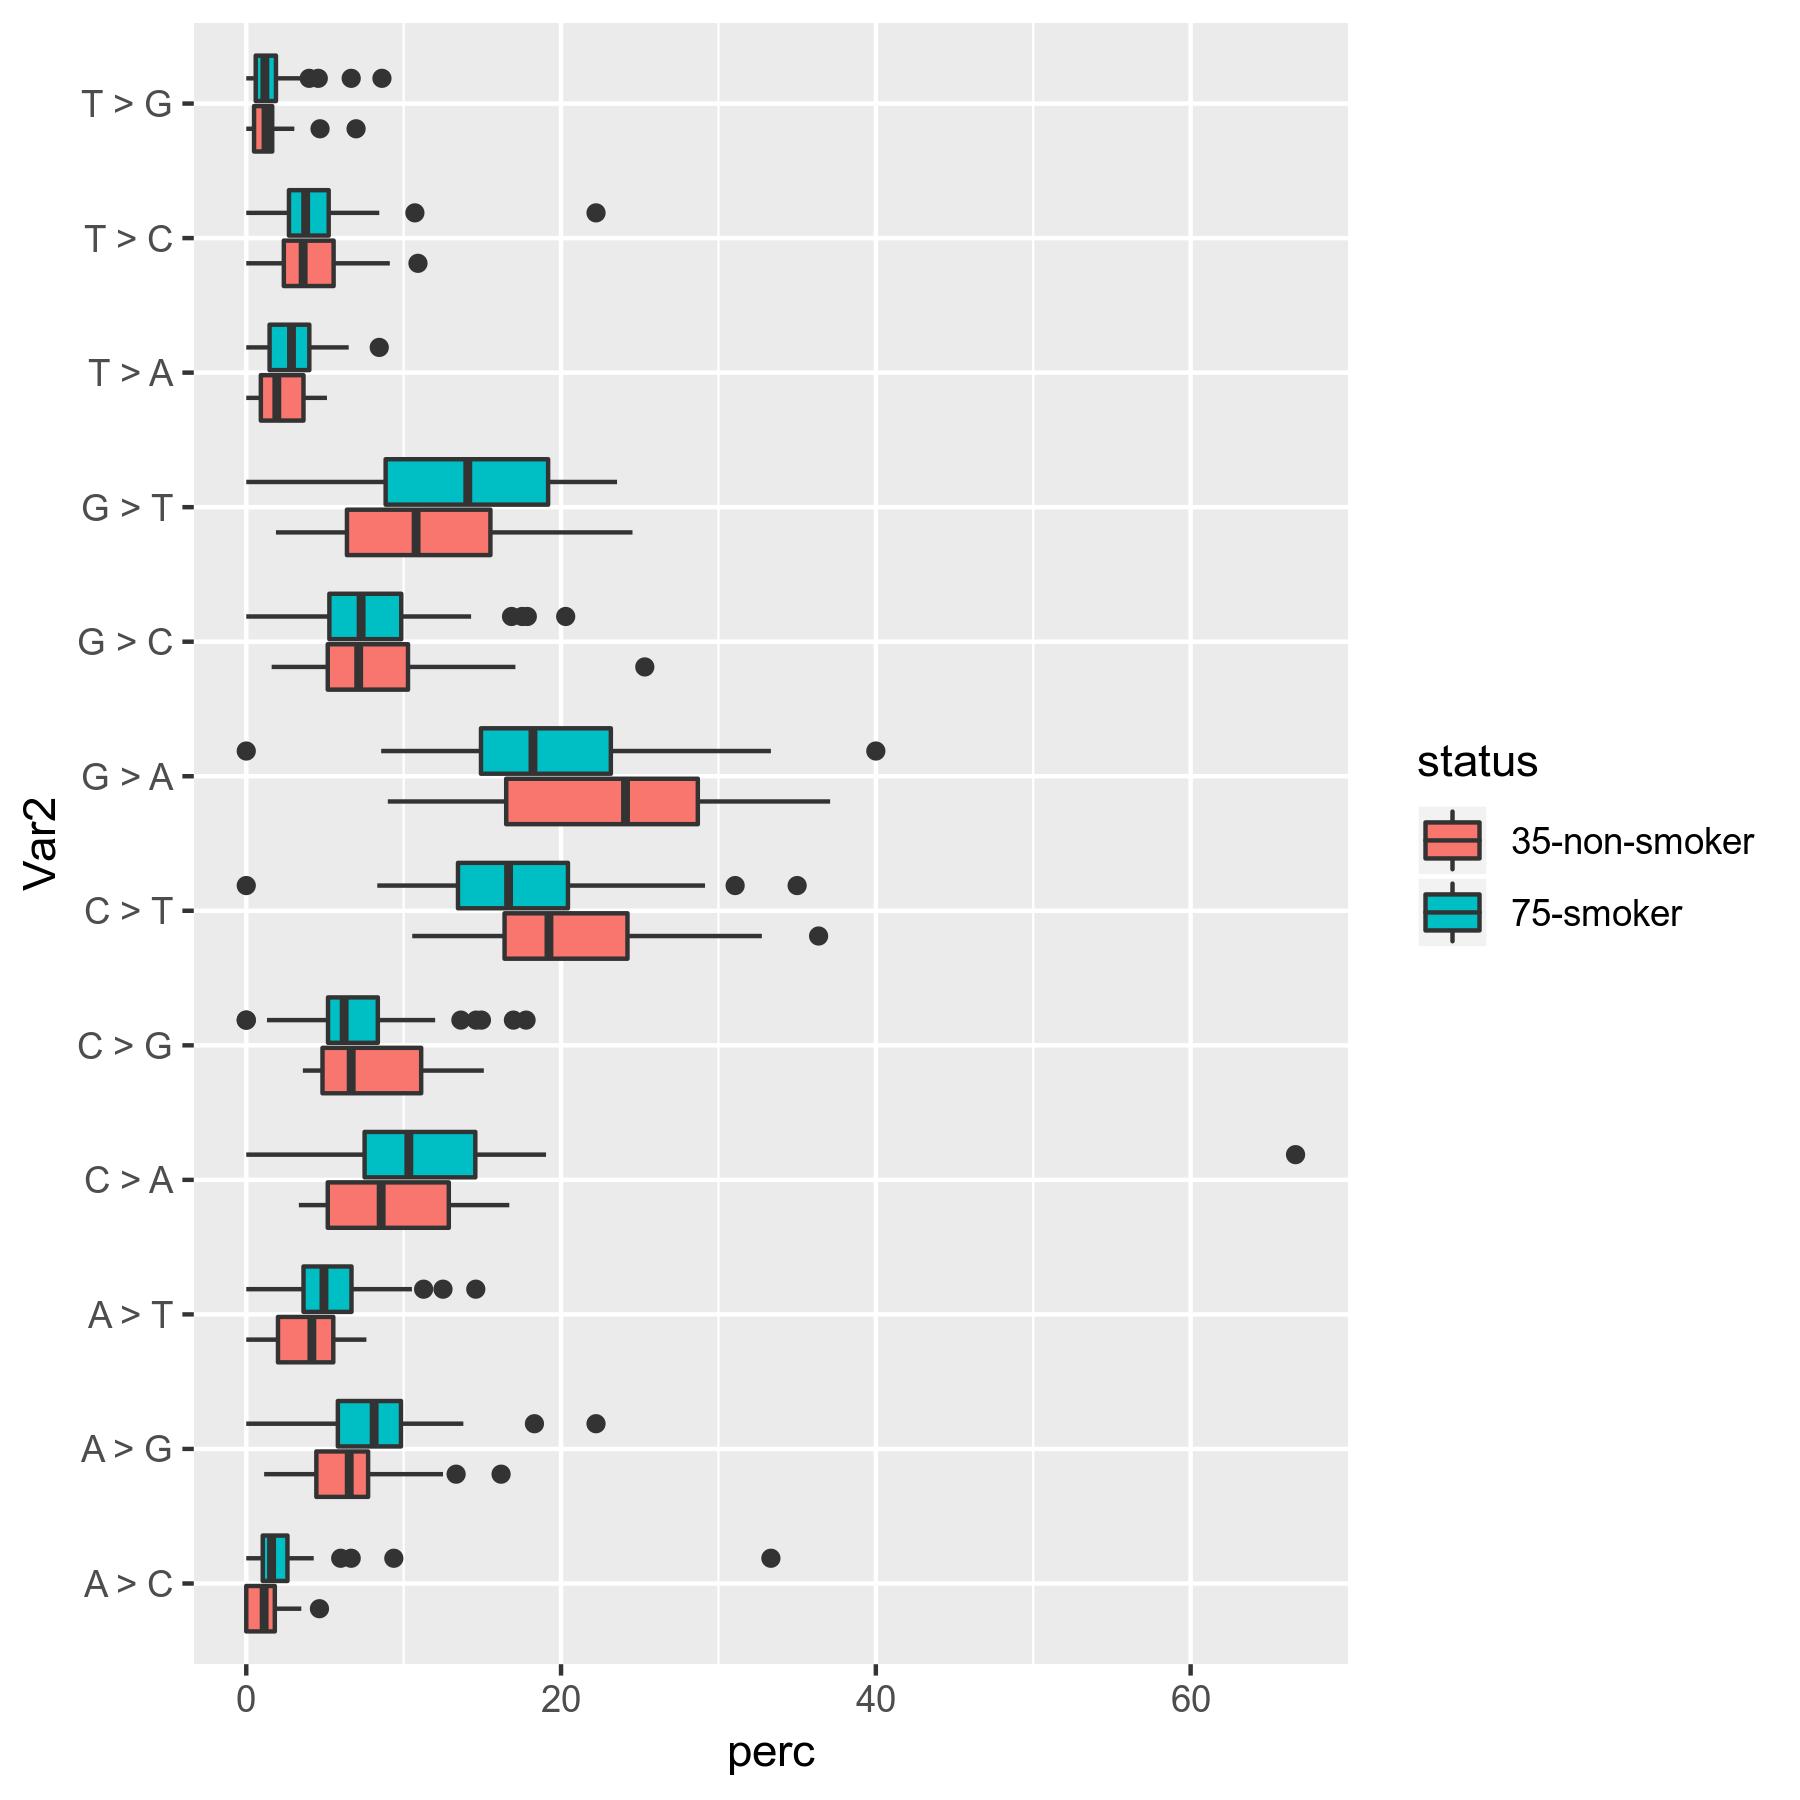 T > G
T > C
T > A
G > T
G > C
G > A
C > T
C > G
C > A
A > T
A > G
A > C
Var2
0 20 40 60
perc
status
35-non-smoker
75-smoker